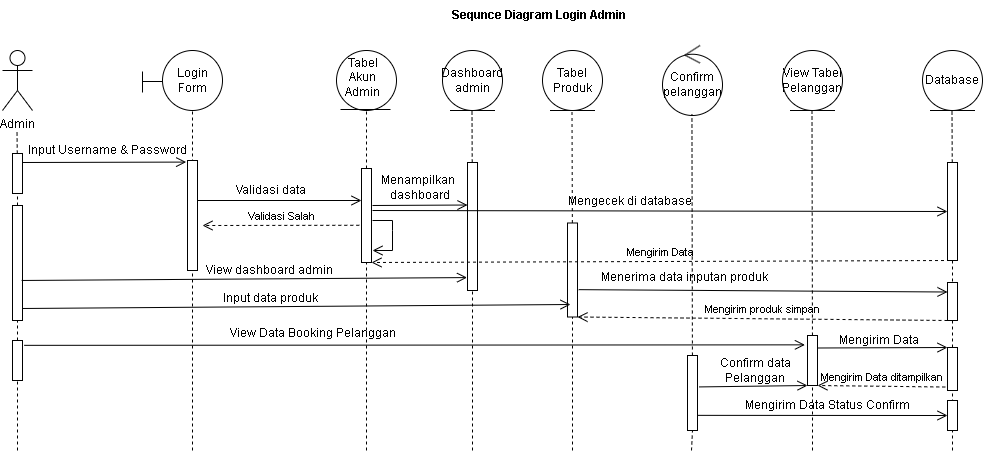 Sequnce Diagram Login Admin
Admin
Login
Form
Tabel
Akun
Admin
Dashboard
admin
Tabel
Produk
Confirm
pelanggan
View Tabel
Pelanggan
Database
Input Username & Password
Validasi data
Menampilkan
dashboard
Mengecek di database
Validasi Salah
Mengirim Data
View dashboard admin
Menerima data inputan produk
Input data produk
Mengirim produk simpan
View Data Booking Pelanggan
Mengirim Data
Confirm data
Pelanggan
Mengirim Data ditampilkan
Mengirim Data Status Confirm